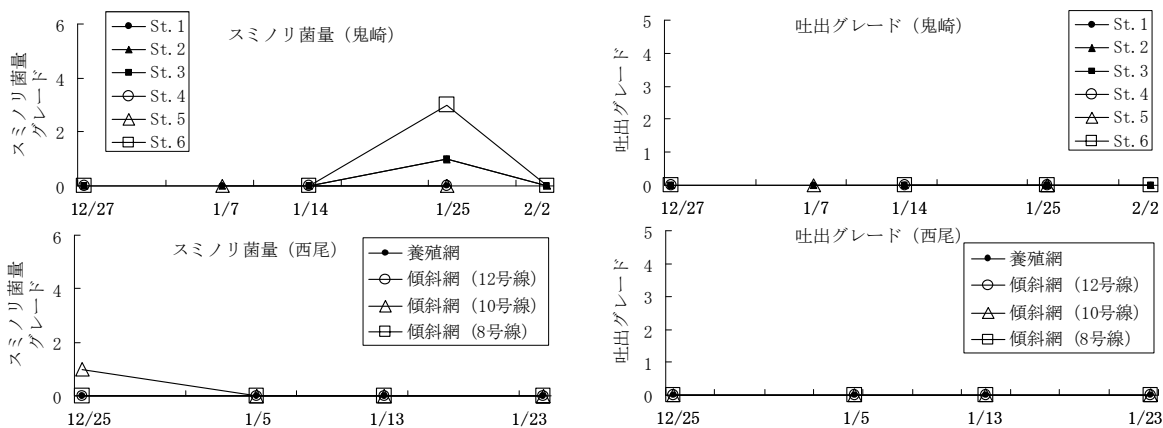 スミノリ菌量（鬼崎）
スミノリ菌量
グレード
6
4
2
0
St. 1
St. 2
St. 3
St. 4
St. 5
St. 6
12/27
1/7
1/14
1/25
2/2
吐出グレード（鬼崎）
吐出グレード
5
4
3
2
1
0
St. 1
St. 2
St. 3
St. 4
St. 5
St. 6
12/27
1/7
1/14
1/25
2/2
スミノリ菌量（西尾）
スミノリ菌量
グレード
6
4
2
0
養殖網
傾斜網（12号線）
傾斜網（10号線）
傾斜網（8号線）
12/25
1/5
1/13
1/23
吐出グレード（西尾）
吐出グレード
5
4
3
2
1
0
養殖網
傾斜網（12号線）
傾斜網（10号線）
傾斜網（8号線）
12/25
1/5
1/13
1/23